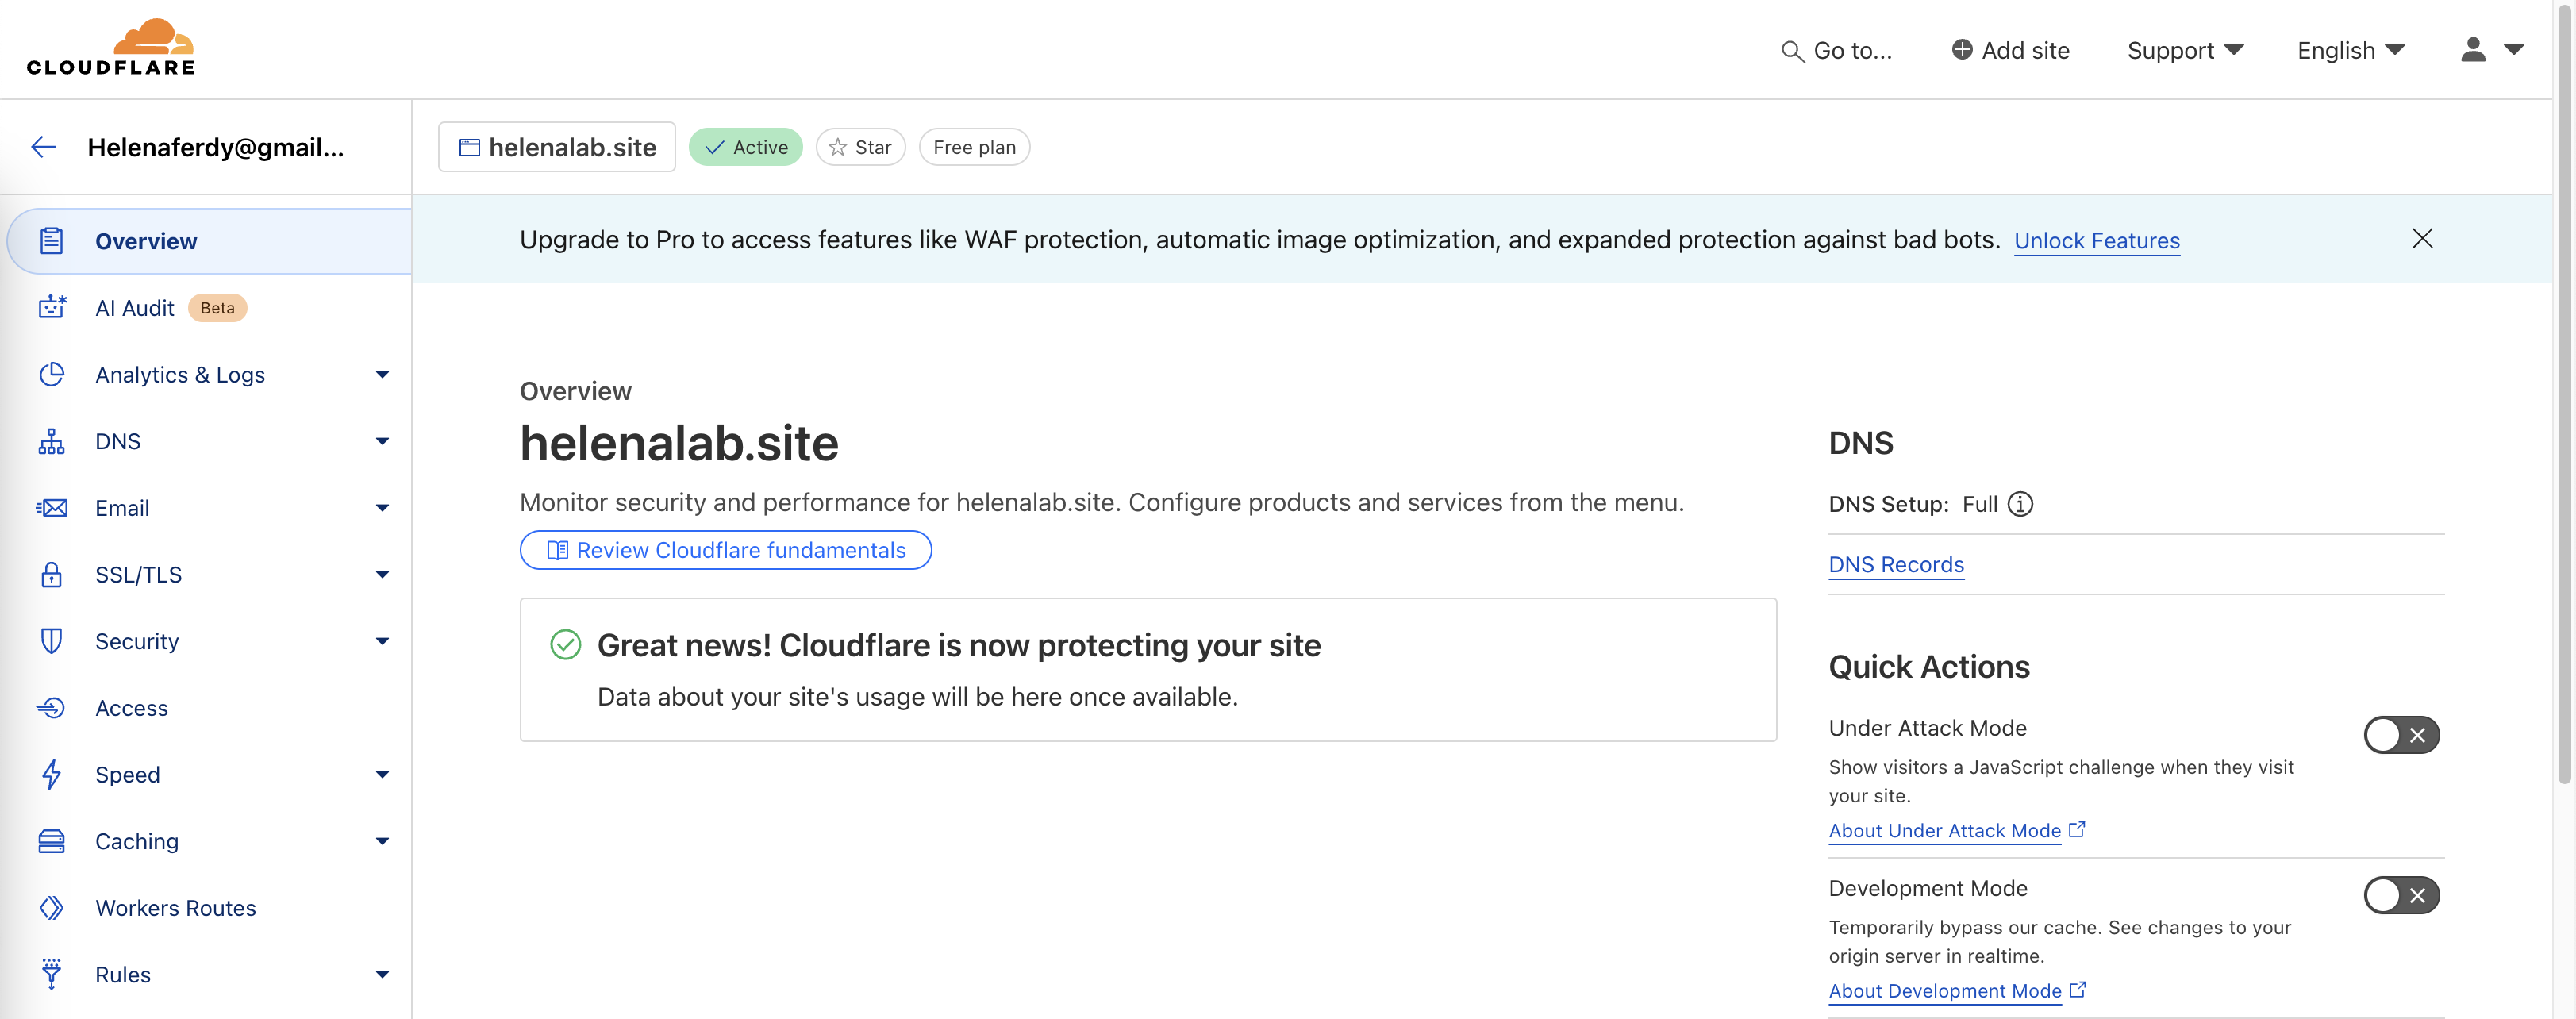 CLOUDFLARE
Go to...
Add site
Support
English
Helenaferdy@gmail...
helenalab.site
Active
Star
Free plan
Overview
AI Audit Beta
Analytics & Logs
DNS
Email
SSL/TLS
Security
Access
Speed
Caching
Workers Routes
Rules
Upgrade to Pro to access features like WAF protection, automatic image optimization, and expanded protection against bad bots. Unlock Features
Overview
helenalab.site
Monitor security and performance for helenalab.site. Configure products and services from the menu.
Review Cloudflare fundamentals
Great news! Cloudflare is now protecting your site
Data about your site's usage will be here once available.
DNS
DNS Setup: Full
DNS Records
Quick Actions
Under Attack Mode
Show visitors a JavaScript challenge when they visit
your site.
About Under Attack Mode
Development Mode
Temporarily bypass our cache. See changes to your
origin server in realtime.
About Development Mode